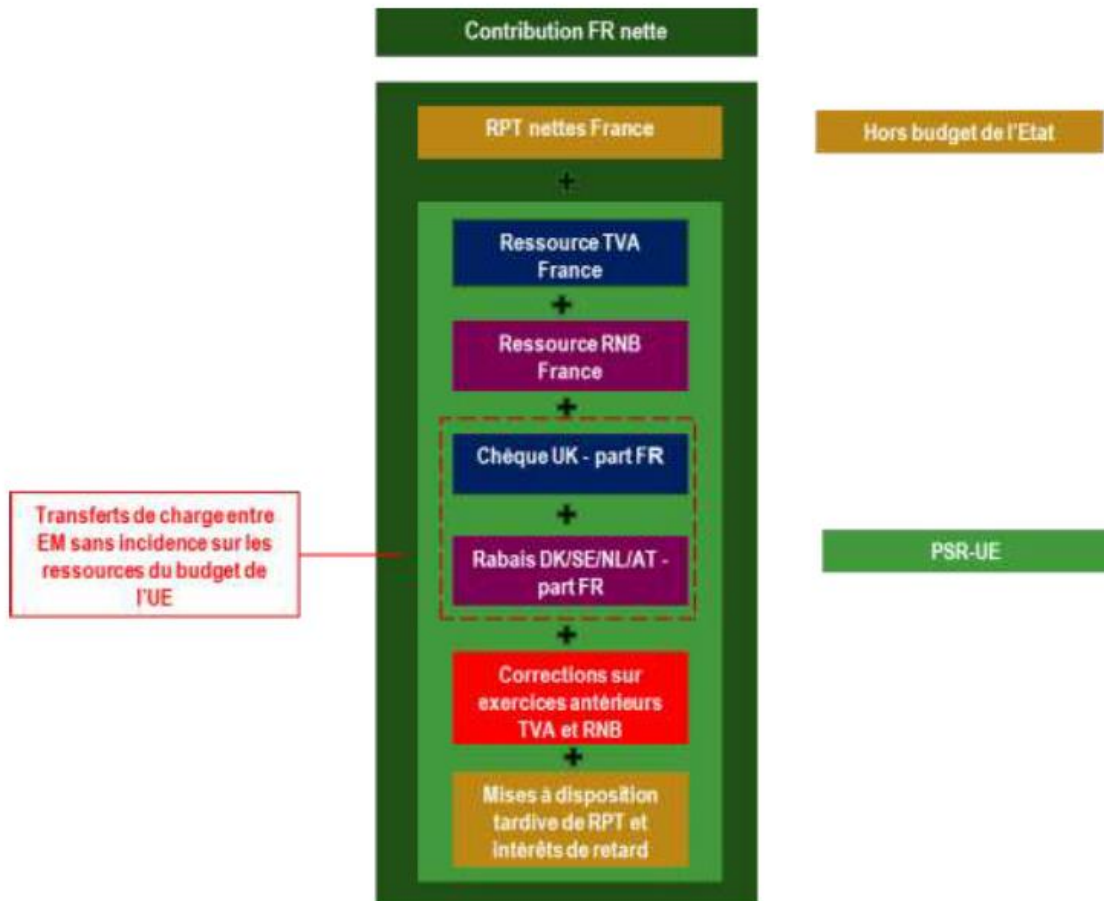 Contribution FR nette
RPT nettes France
Hors budget de l'Etat
+
Ressource TVA
France
+
Ressource RNB
France
+
Chèque UK - part FR
+
Rabais DK/SE/NL/AT -
part FR
Transferts de charge entre
EM sans incidence sur les
ressources du budget de
l'UE
PSR-UE
+
Corrections sur
exercices antérieurs
TVA et RNB
+
Mises à disposition
tardive de RPT et
intérêts de retard